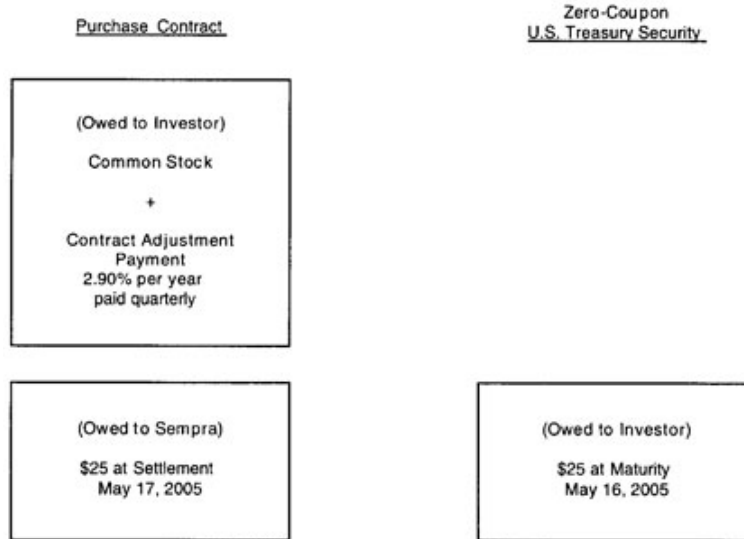 Purchase Contract
Zero-Coupon
U.S. Treasury Security
(Owed to Investor)
Common Stock
+
Contract Adjustment
Payment
2.90% per year
paid quarterly
(Owed to Sempra)
$25 at Settlement
May 17, 2005
(Owed to Investor)
$25 at Maturity
May 16, 2005